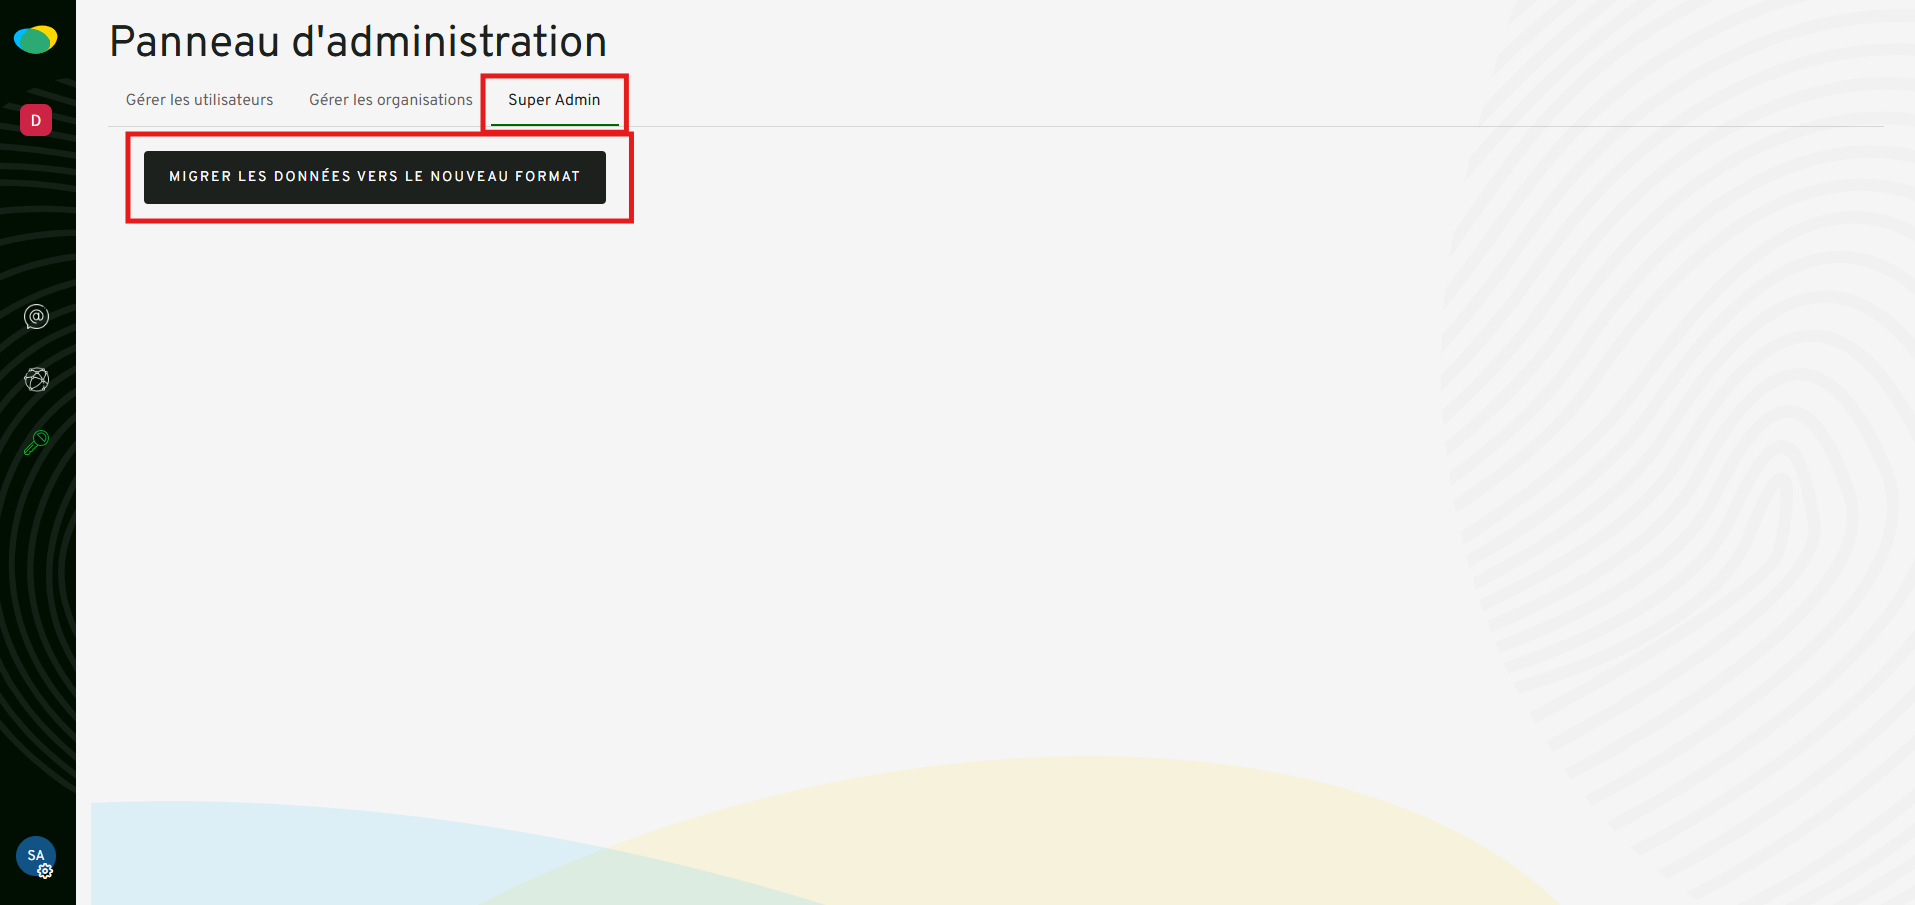 Panneau d'administration
Gérer les utilisateurs Gérer les organisations Super Admin
D
MIGRER LES DONNÉES VERS LE NOUVEAU FORMAT
@
SA